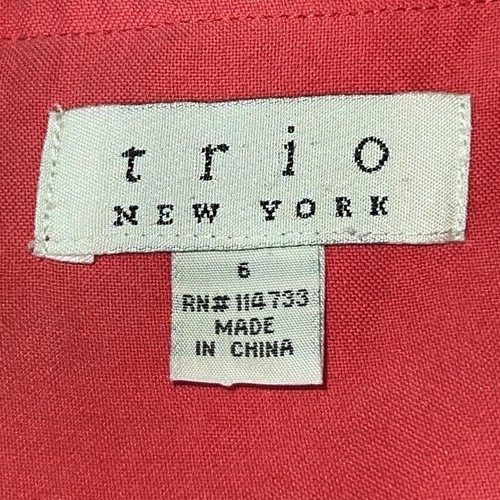 trio
NEW YORK
6
RN# 114733
MADE
IN CHINA